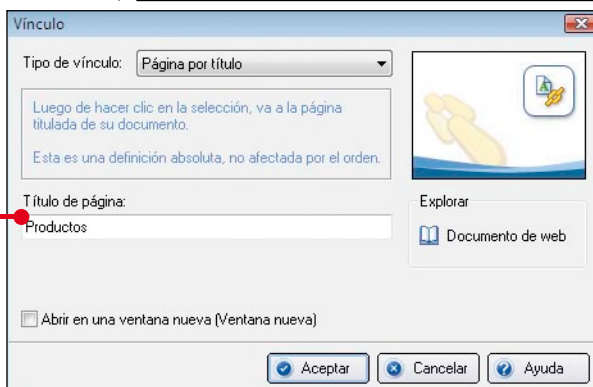 Vínculo
Tipo de vínculo: Página por título
Luego de hacer clic en la selección, va a la página
titulada de su documento.
Esta es una definición absoluta, no afectada por el orden.
Título de página:
Productos
Explorar
Documento de web
Abrir en una ventana nueva (Ventana nueva)
Aceptar Cancelar Ayuda